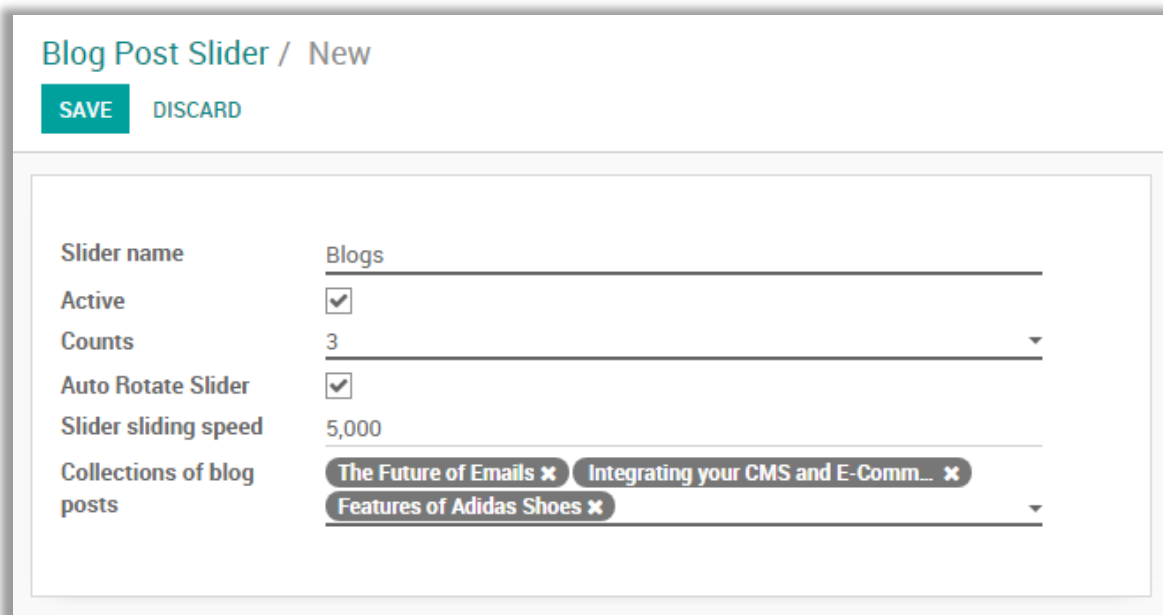 Blog Post Slider / New
SAVE DISCARD
Slider name Blogs
Active
Counts 3
Auto Rotate Slider
Slider sliding speed 5,000
Collections of blog The Future of Emails Integrating your CMS and E-Comm...
posts Features of Adidas Shoes